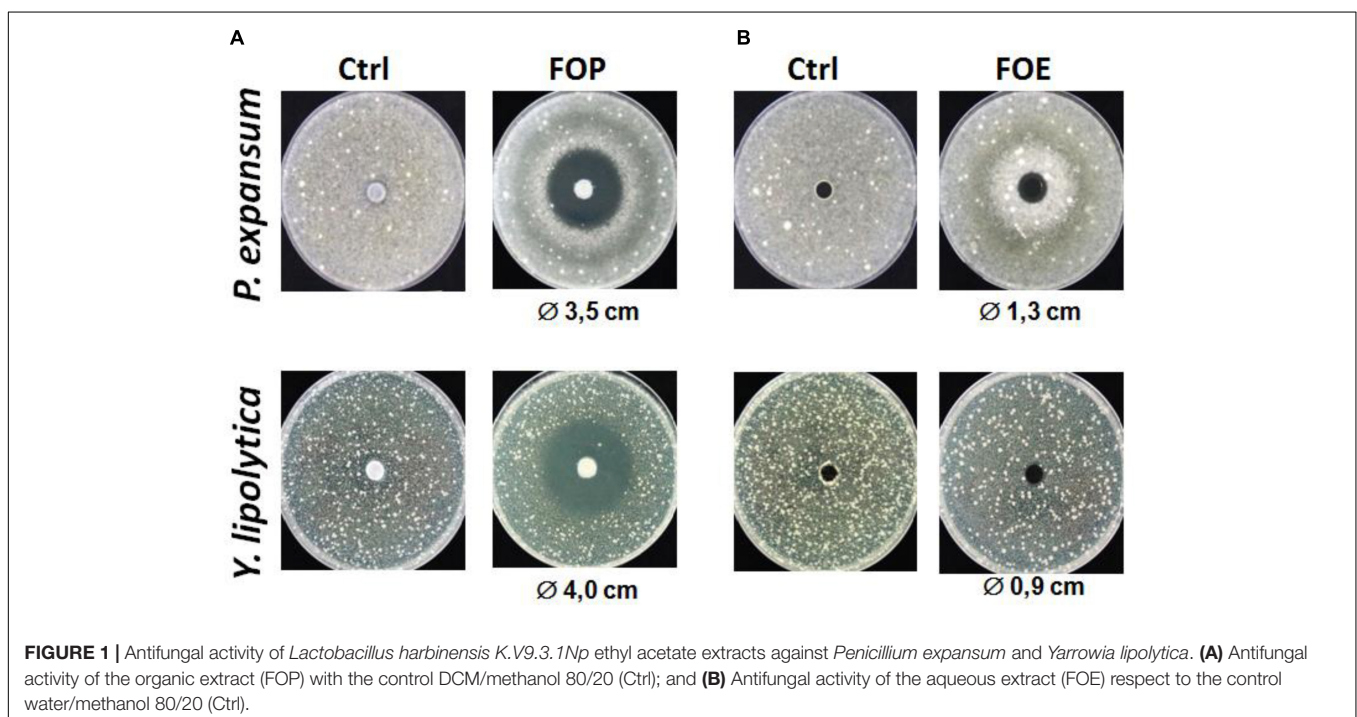 A
B
Ctrl FOP Ctrl FOE
P. expansum
Ø 3,5 cm Ø 1,3 cm
Y. lipolytica
Ø 4,0 cm Ø 0,9 cm
FIGURE 1 | Antifungal activity of Lactobacillus harbinensis K.V9.3.1Np ethyl acetate extracts against Penicillium expansum and Yarrowia lipolytica. (A) Antifungal
activity of the organic extract (FOP) with the control DCM/methanol 80/20 (Ctrl); and (B) Antifungal activity of the aqueous extract (FOE) respect to the control
water/methanol 80/20 (Ctrl).